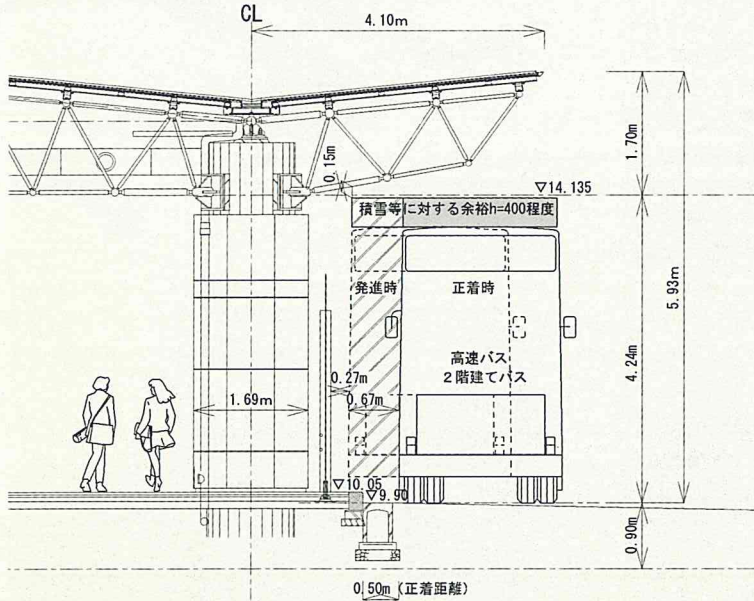 CL
4.10m
1.70m
0.15m
▽14.135
積雪等に対する余裕h=400程度
発進時
正着時
5.93m
高速バス
２階建てバス
4.24m
0.27m
1.69m
0.67m
▽10.05
▽9.90
0.90m
0.50m (正着距離)